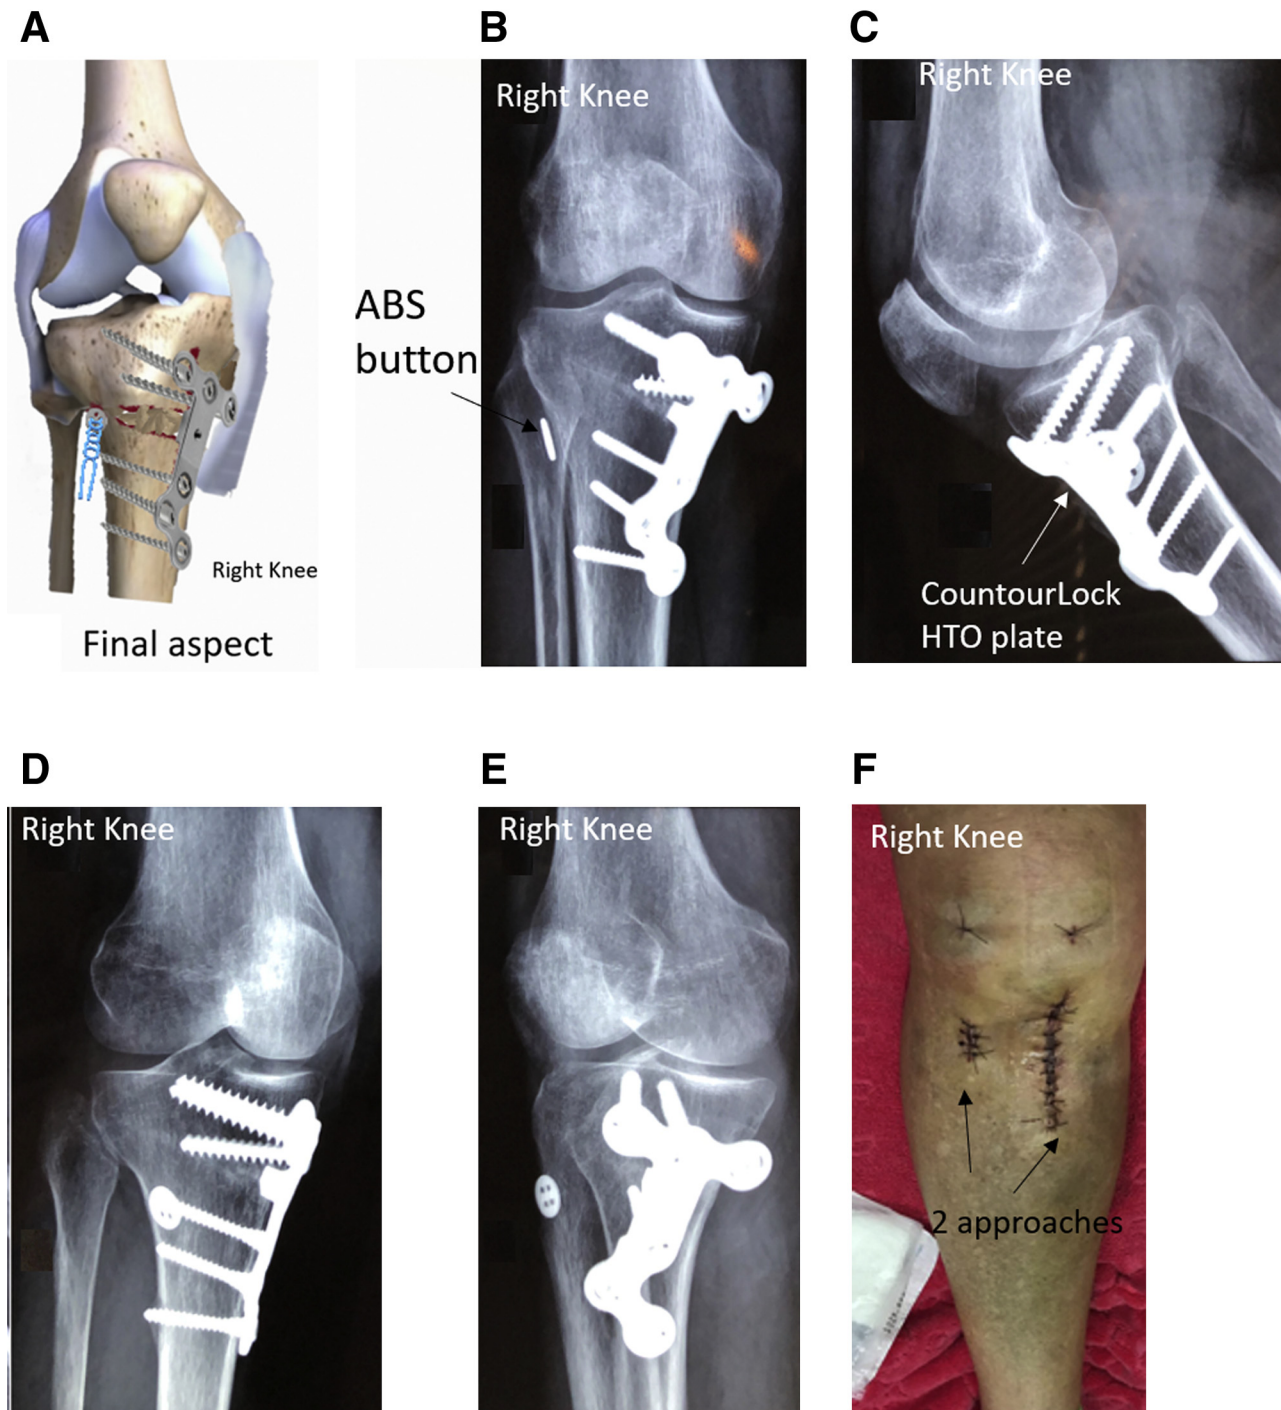 A
B
C
Right Knee
Right Knee
ABS
button
Right Knee
CountourLock
HTO plate
Final aspect
D
E
F
Right Knee
Right Knee
Right Knee
2 approaches